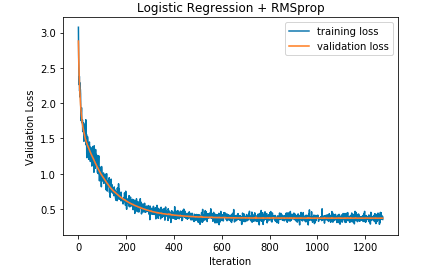 Logistic Regression + RMSprop
training loss
validation loss
3.0
2.5
2.0
1.5
1.0
0.5
Validation Loss
0 200 400 600 800 1000 1200
Iteration